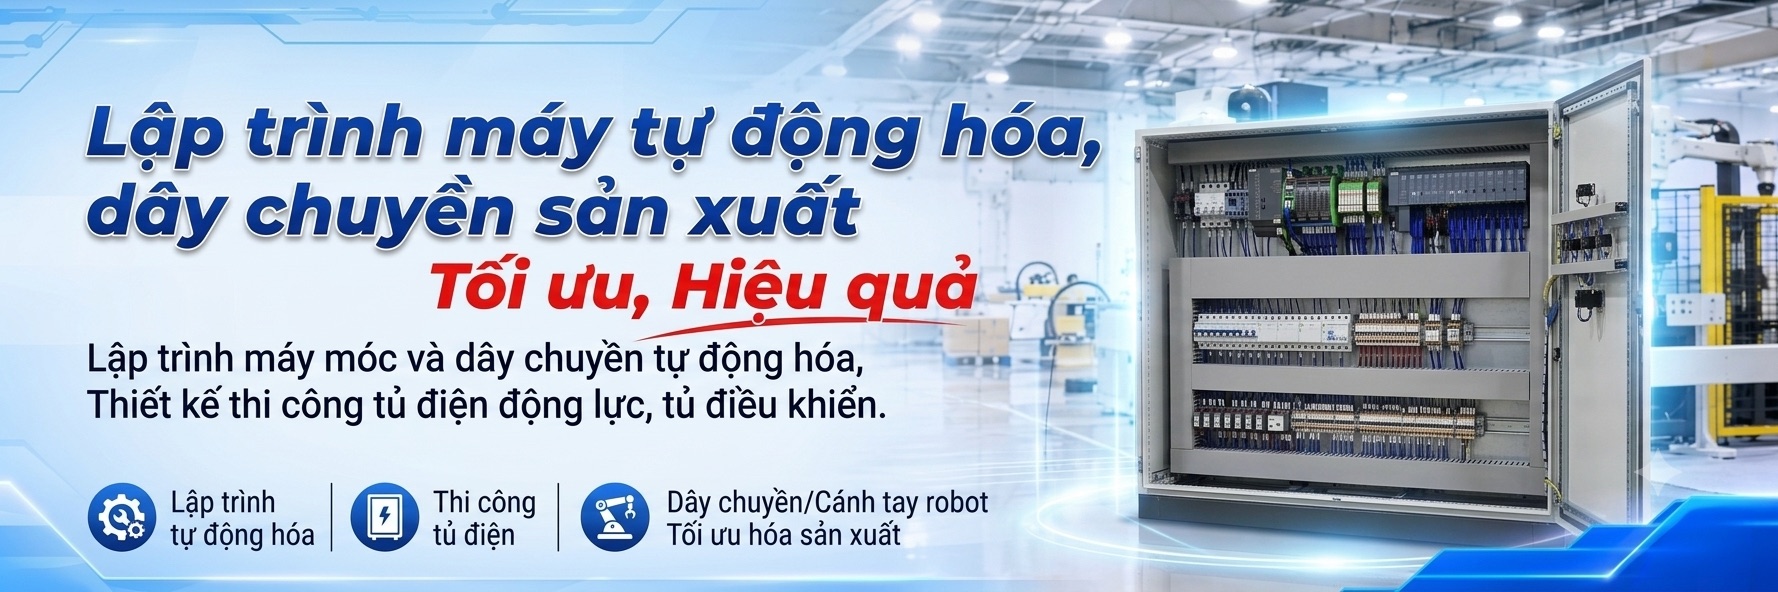 Lập trình máy tự động hóa,
dây chuyền sản xuất
Tối ưu, Hiệu quả
Lập trình máy móc và dây chuyền tự động hóa,
Thiết kế thi công tủ điện động lực, tủ điều khiển.
Lập trình
tự động hóa
Thi công
tủ điện
Dây chuyền/Cánh tay robot
Tối ưu hóa sản xuất